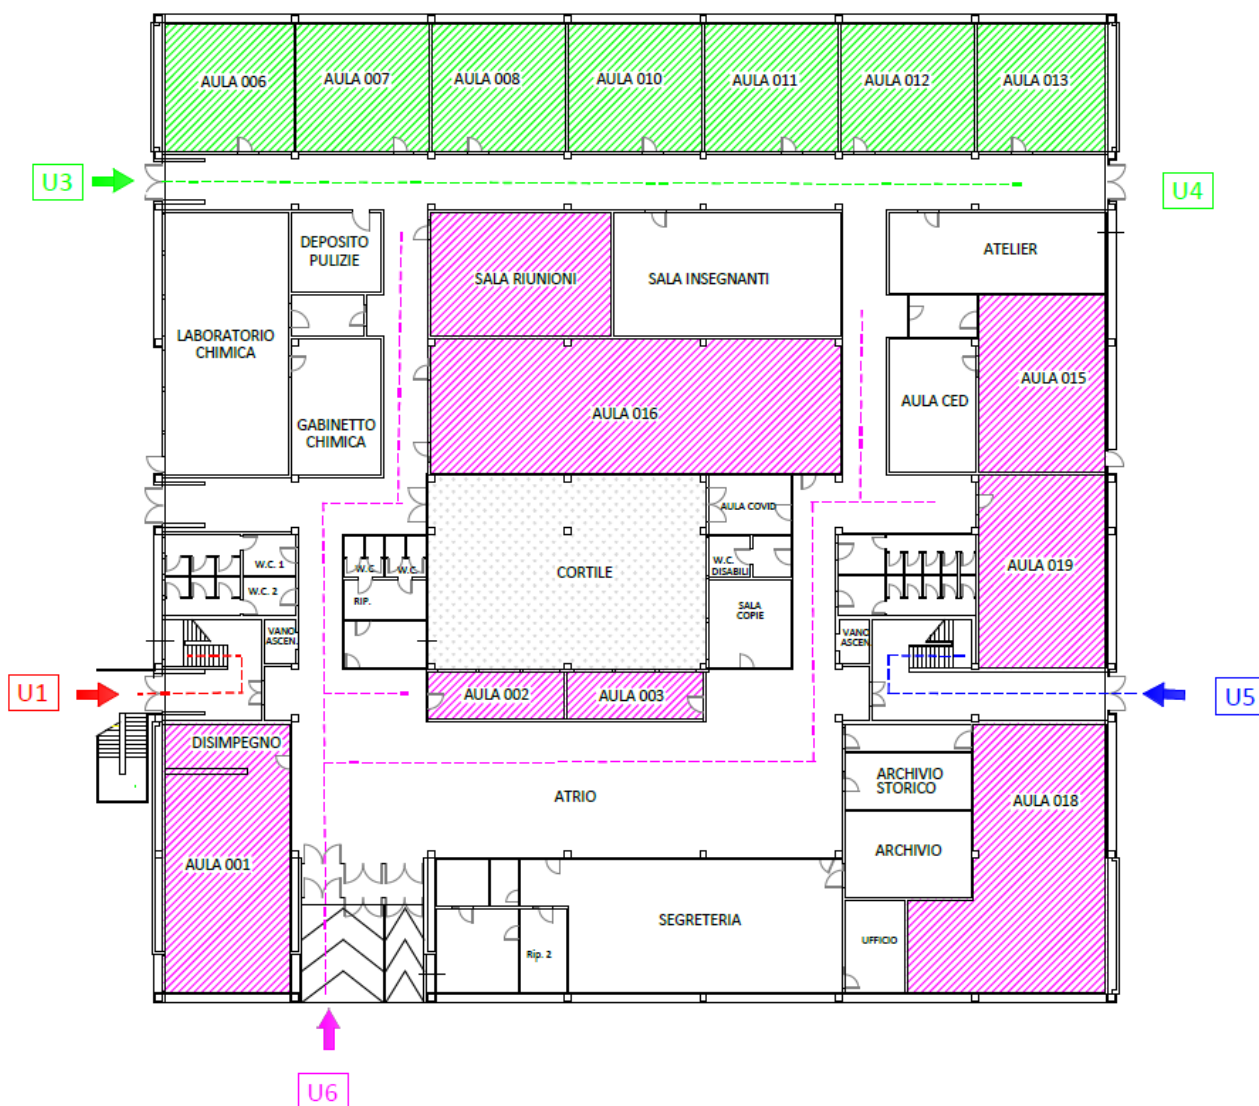 AULA 006
AULA 007
AULA 008
AULA 010
AULA 011
AULA 012
AULA 013
U3
U4
DEPOSITO
PULIZIE
SALA RIUNIONI
SALA INSEGNANTI
ATELIER
LABORATORIO
CHIMICA
GABINETTO
CHIMICA
AULA 016
AULA CED
AULA 015
AULA COVID
W.C. 1
W.C. 2
W.C.
W.C.
RIP.
CORTILE
W.C.
DISABILI
SALA
COPIE
AULA 019
VANO
ASCEN.
VANO
ASCEN.
U1
AULA 002
AULA 003
U5
DISIMPEGNO
ATRIO
ARCHIVIO
STORICO
AULA 018
AULA 001
ARCHIVIO
SEGRETERIA
UFFICIO
Rip. 2
U6